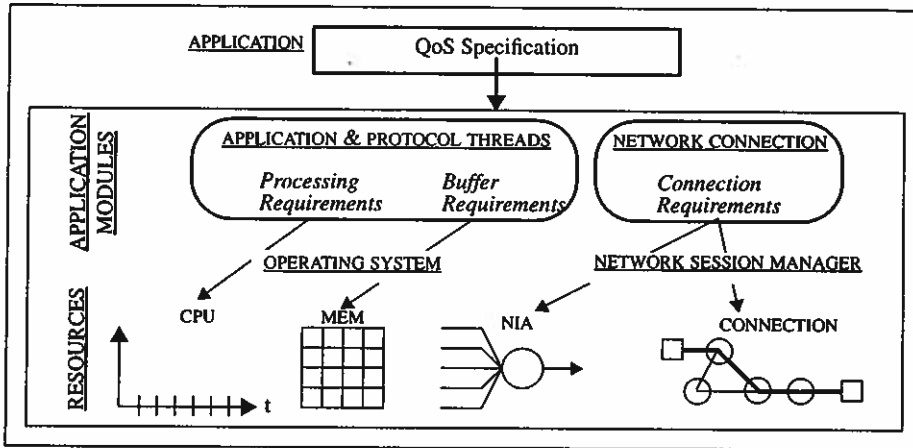 APPLICATION
QoS Specification
APPLICATION MODULES
APPLICATION & PROTOCOL THREADS
Processing
Requirements
Buffer
Requirements
NETWORK CONNECTION
Connection
Requirements
OPERATING SYSTEM
NETWORK SESSION MANAGER
RESOURCES
CPU
t
MEM
NIA
CONNECTION